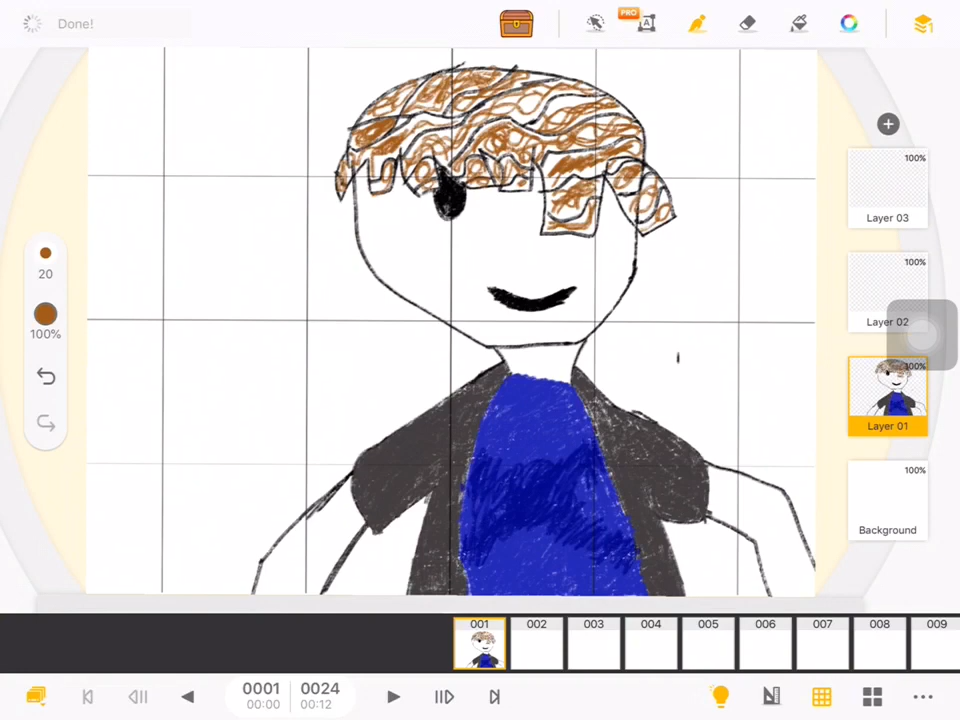 Done!
PRO
A
100%
Layer 03
20
100%
Layer 02
100%
100%
Layer 01
100%
Background
001 002 003 004 005 006 007 008 009
0001 0024
00:00 00:12